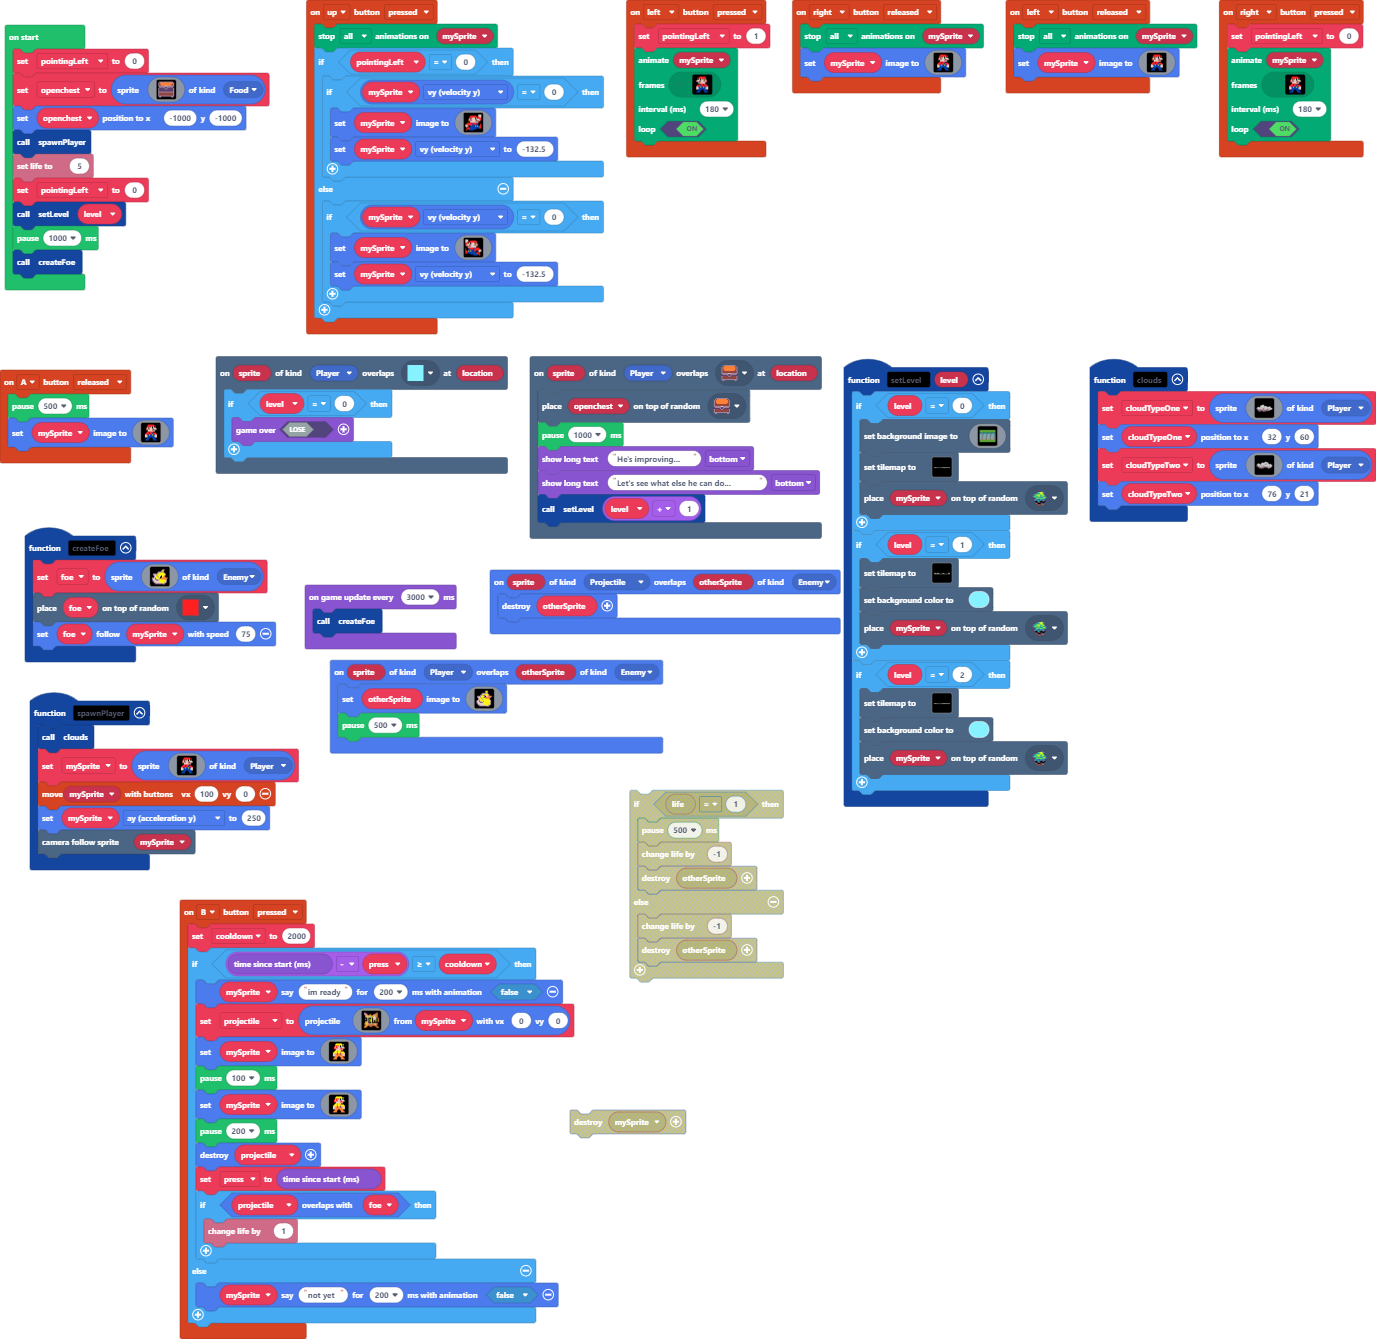 on start
set pointingLeft to 0
set openchest to sprite of kind Food
set openchest position to x -1000 y -1000
call spawnPlayer
set life to 5
set pointingLeft to 0
call setLevel level
pause 1000 ms
call createFoe
on up button pressed
stop all animations on mySprite
if pointingLeft = 0 then
if mySprite vy (velocity y) = 0 then
set mySprite image to
set mySprite vy (velocity y) to -132.5
else
if mySprite vy (velocity y) = 0 then
set mySprite image to
set mySprite vy (velocity y) to -132.5
on left button pressed
set pointingLeft to 1
animate mySprite
frames
interval (ms) 180
loop ON
on right button released
stop all animations on mySprite
set mySprite image to
on left button released
stop all animations on mySprite
set mySprite image to
on right button pressed
set pointingLeft to 0
animate mySprite
frames
interval (ms) 180
loop ON
on A button released
pause 500 ms
set mySprite image to
on sprite of kind Player overlaps at location
if level = 0 then
game over LOSE
on sprite of kind Player overlaps at location
place openchest on top of random
pause 1000 ms
show long text "He's improving..." bottom
show long text "Let's see what else he can do..." bottom
call setLevel level + 1
function setLevel level
if level = 0 then
set background image to
set tilemap to
place mySprite on top of random
if level = 1 then
set tilemap to
set background color to
place mySprite on top of random
if level = 2 then
set tilemap to
set background color to
place mySprite on top of random
function clouds
set cloudTypeOne to sprite of kind Player
set cloudTypeOne position to x 32 y 60
set cloudTypeTwo to sprite of kind Player
set cloudTypeTwo position to x 76 y 21
function createFoe
set foe to sprite of kind Enemy
place foe on top of random
set foe follow mySprite with speed 75
on game update every 3000 ms
call createFoe
on sprite of kind Projectile overlaps otherSprite of kind Enemy
destroy otherSprite
on sprite of kind Player overlaps otherSprite of kind Enemy
set otherSprite image to
pause 500 ms
function spawnPlayer
call clouds
set mySprite to sprite of kind Player
move mySprite with buttons vx 100 vy 0
set mySprite ay (acceleration y) to 250
camera follow sprite mySprite
if life = 1 then
pause 500 ms
change life by -1
destroy otherSprite
else
change life by -1
destroy otherSprite
on B button pressed
set cooldown to 2000
if time since start (ms) - press ≥ cooldown then
mySprite say "im ready" for 200 ms with animation false
set projectile to projectile from mySprite with vx 0 vy 0
set mySprite image to
pause 100 ms
set mySprite image to
pause 200 ms
destroy projectile
set press to time since start (ms)
if projectile overlaps with foe then
change life by 1
else
mySprite say "not yet" for 200 ms with animation false
destroy mySprite